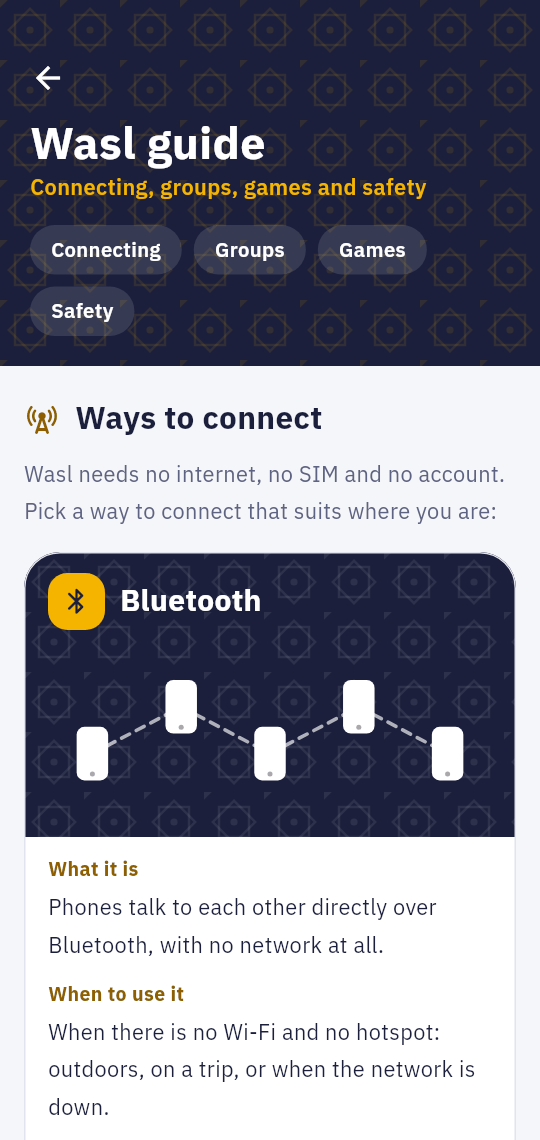 Wasl guide
Connecting, groups, games and safety
Connecting
Groups
Games
Safety
Ways to connect
Wasl needs no internet, no SIM and no account.
Pick a way to connect that suits where you are:
Bluetooth
What it is
Phones talk to each other directly over
Bluetooth, with no network at all.
When to use it
When there is no Wi-Fi and no hotspot:
outdoors, on a trip, or when the network is
down.